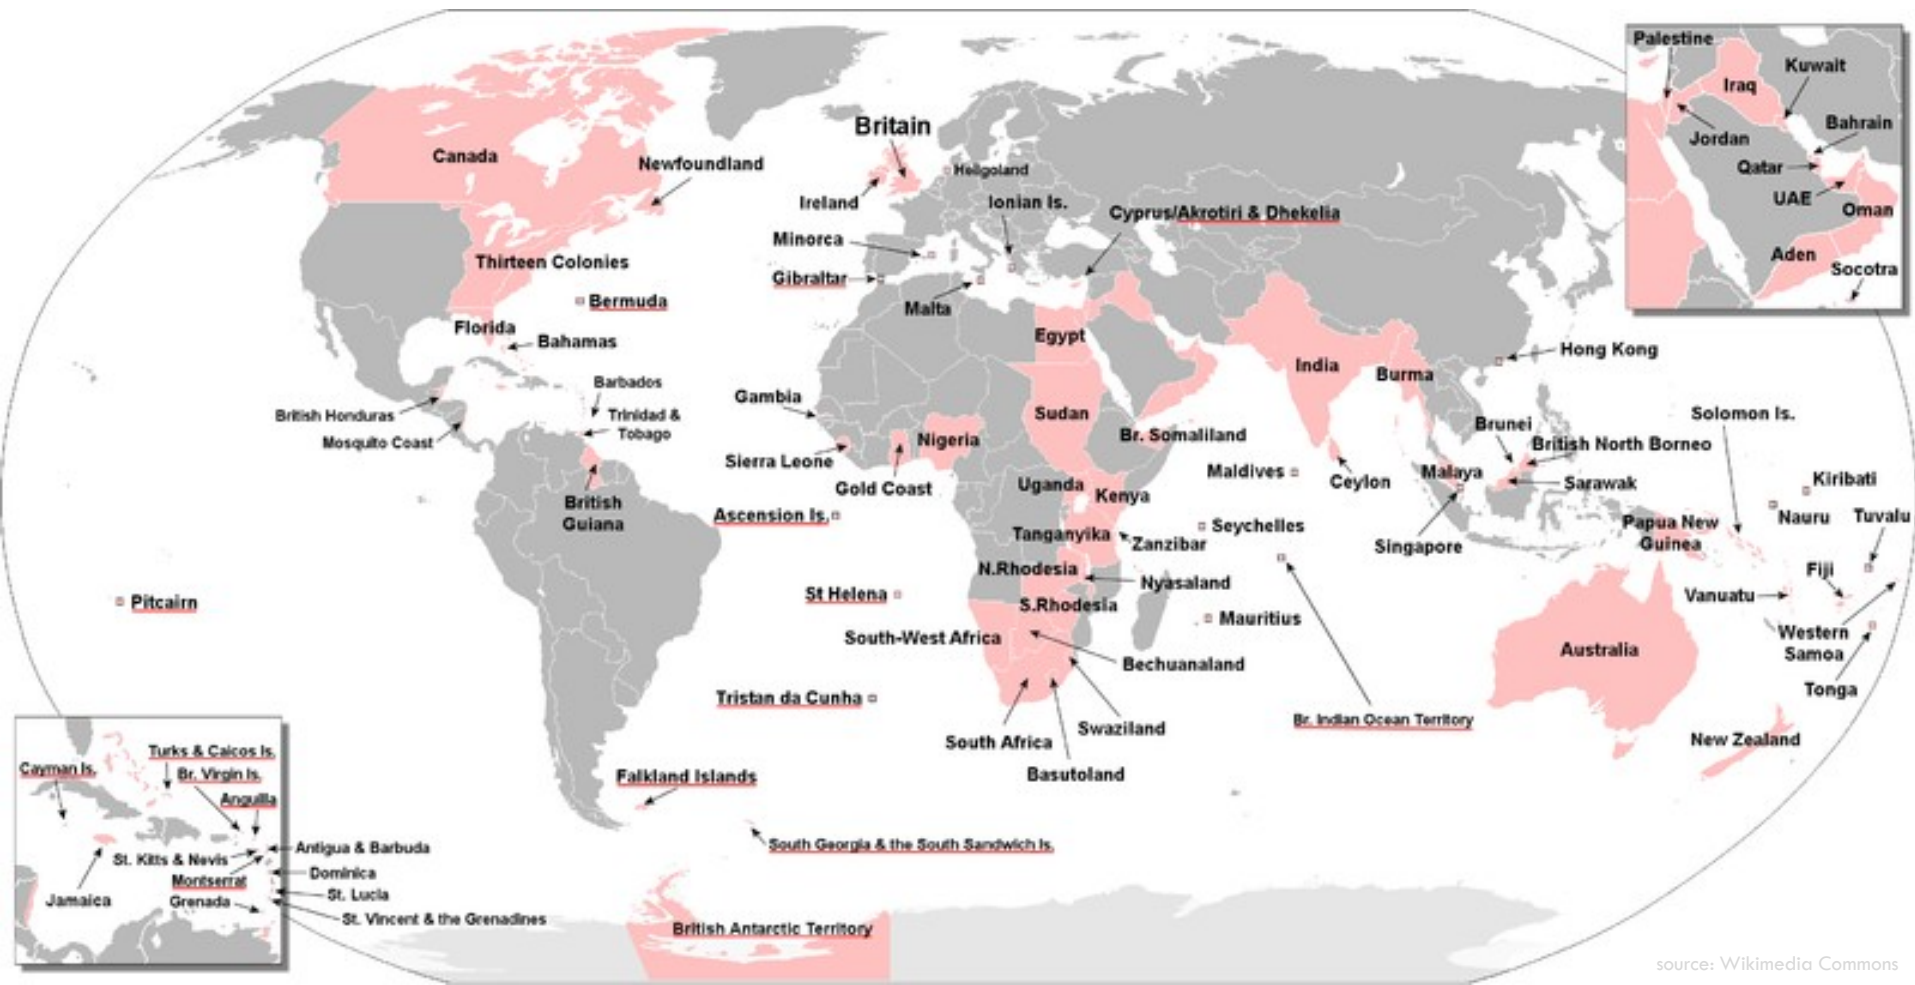 Palestine
Kuwait
Iraq
Bahrain
Jordan
Qatar
UAE
Oman
Aden
Socotra
Britain
Canada
Newfoundland
Heligoland
Ireland
Ionian Is.
Cyprus/Akrotiri & Dhekelia
Minorca
Thirteen Colonies
Gibraltar
Bermuda
Malta
Florida
Egypt
Bahamas
Hong Kong
India
Burma
Barbados
Gambia
British Honduras
Trinidad &
Tobago
Sudan
Solomon Is.
Mosquito Coast
Nigeria
Br. Somaliland
Brunei
British North Borneo
Sierra Leone
Maldives
Malaya
Ceylon
Sarawak
Gold Coast
Uganda
Kenya
Kiribati
British
Guiana
Ascension Is.
Seychelles
Nauru
Tuvalu
Tanganyika
Zanzibar
Singapore
Papua New
Guinea
N.Rhodesia
Nyasaland
Fiji
Pitcairn
St Helena
S.Rhodesia
Vanuatu
Mauritius
South-West Africa
Western
Samoa
Australia
Bechuanaland
Tonga
Tristan da Cunha
Br. Indian Ocean Territory
Swaziland
South Africa
New Zealand
Basutoland
Falkland Islands
Turks & Caicos Is.
Cayman Is.
Br. Virgin Is.
Anguilla
South Georgia & the South Sandwich Is.
Antigua & Barbuda
St. Kitts & Nevis
Dominica
Montserrat
St. Lucia
Jamaica
Grenada
St. Vincent & the Grenadines
British Antarctic Territory
source: Wikimedia Commons